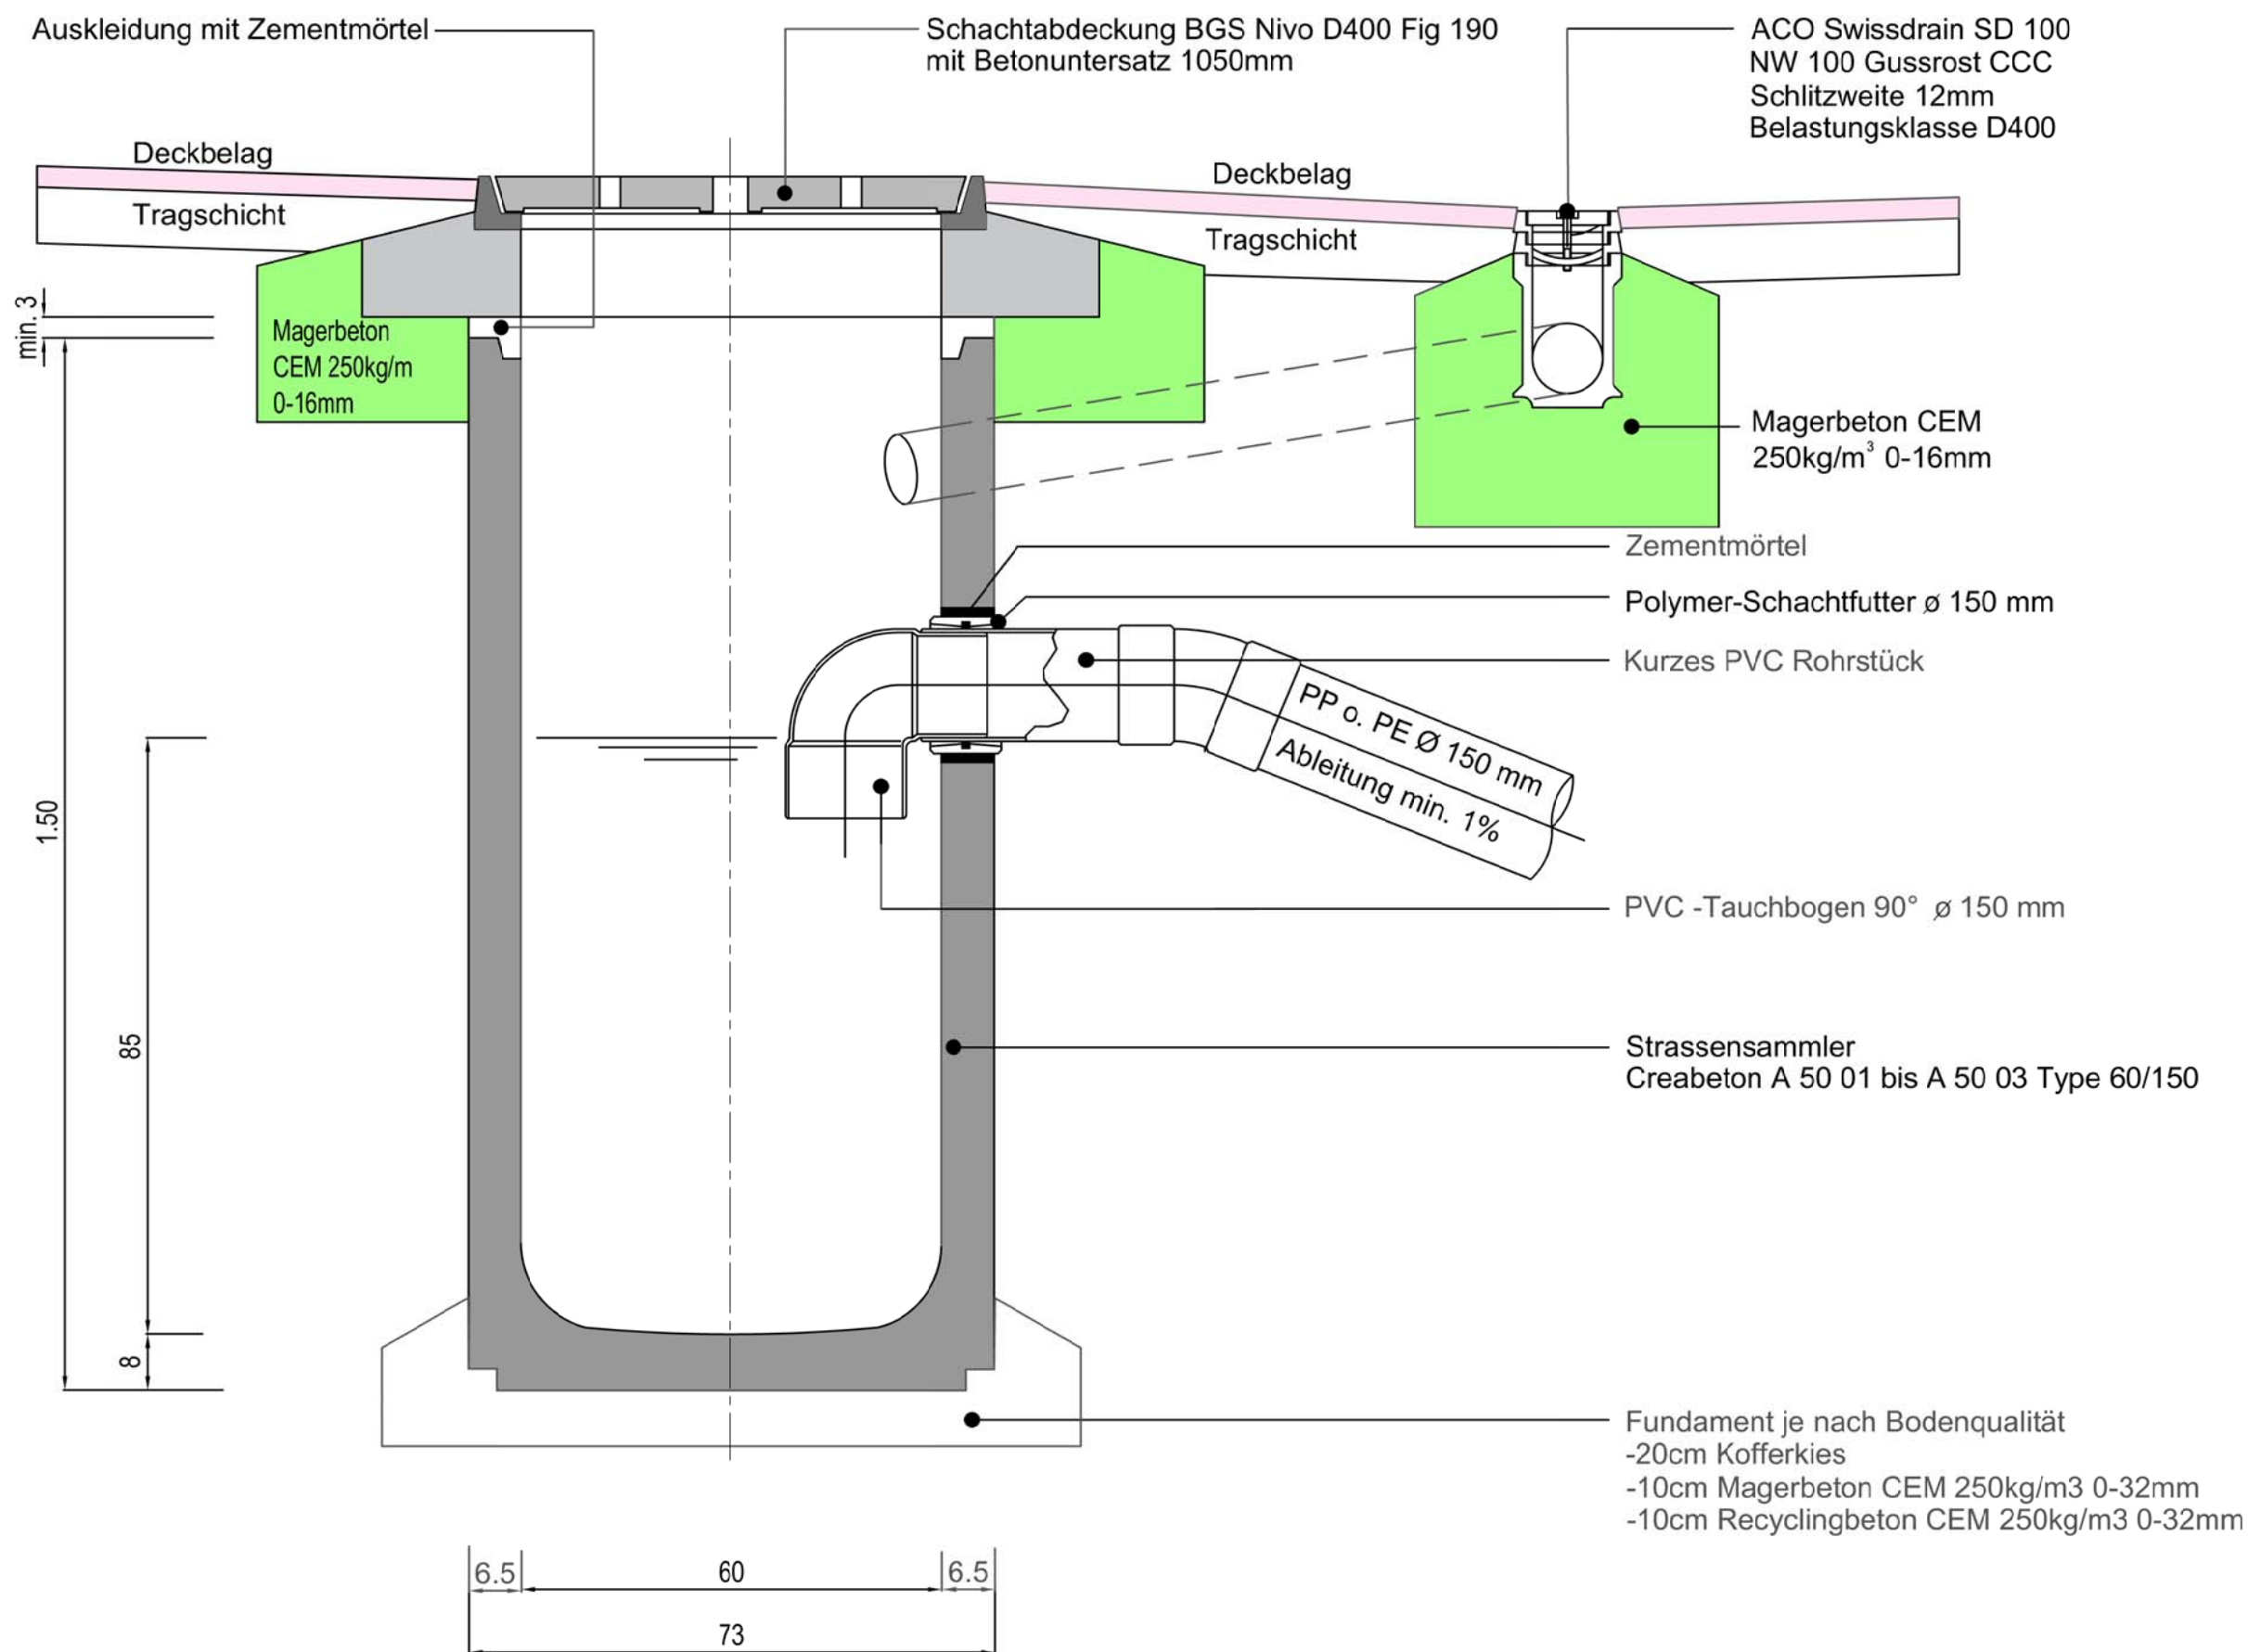 Auskleidung mit Zementmörtel
Schachtabdeckung BGS Nivo D400 Fig 190
mit Betonuntersatz 1050mm
ACO Swissdrain SD 100
NW 100 Gussrost CCC
Schlitzweite 12mm
Belastungsklasse D400
Deckbelag
Tragschicht
Deckbelag
Tragschicht
min. 3
Magerbeton
CEM 250kg/m
0-16mm
Magerbeton CEM
250kg/m³ 0-16mm
Zementmörtel
Polymer-Schachtfutter ø 150 mm
Kurzes PVC Rohrstück
PP o. PE Ø 150 mm
Ableitung min. 1%
1.50
PVC -Tauchbogen 90° ø 150 mm
85
Strassensammler
Creabeton A 50 01 bis A 50 03 Type 60/150
8
Fundament je nach Bodenqualität
-20cm Kofferkies
-10cm Magerbeton CEM 250kg/m3 0-32mm
-10cm Recyclingbeton CEM 250kg/m3 0-32mm
6.5
60
6.5
73